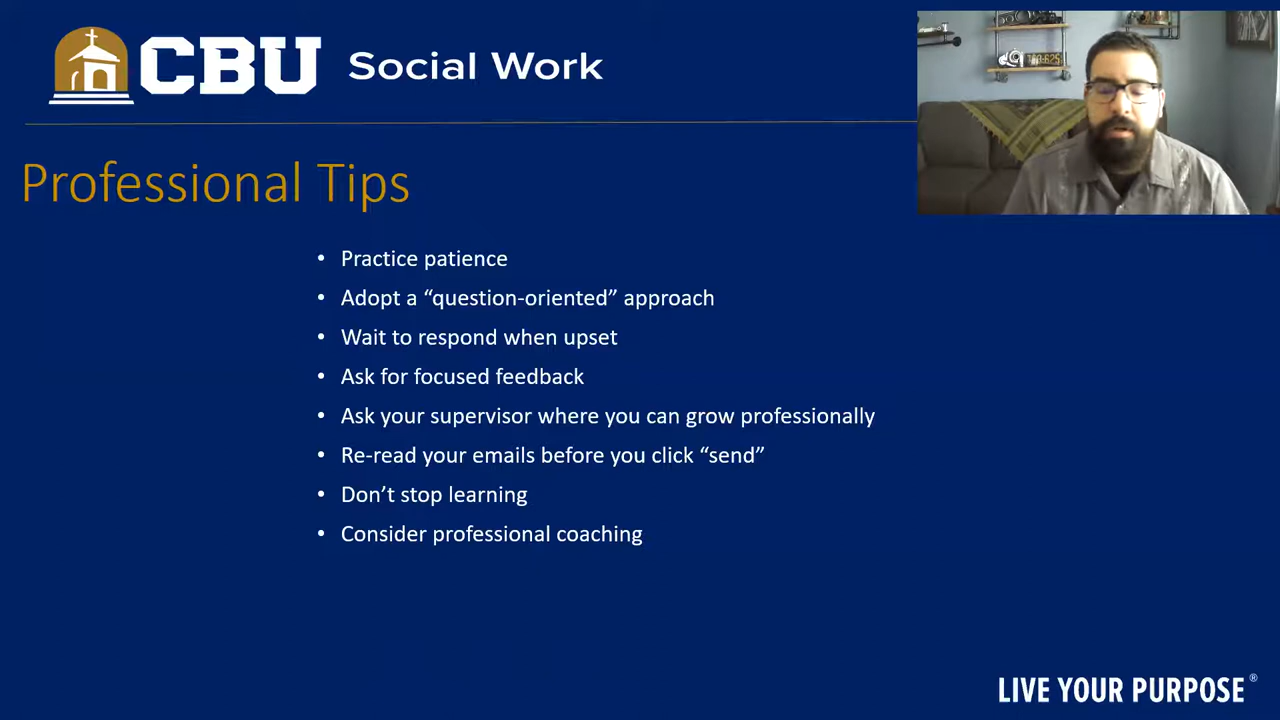 CBU Social Work
Professional Tips
• Practice patience
• Adopt a “question-oriented” approach
• Wait to respond when upset
• Ask for focused feedback
• Ask your supervisor where you can grow professionally
• Re-read your emails before you click “send”
• Don’t stop learning
• Consider professional coaching
LIVE YOUR PURPOSE®